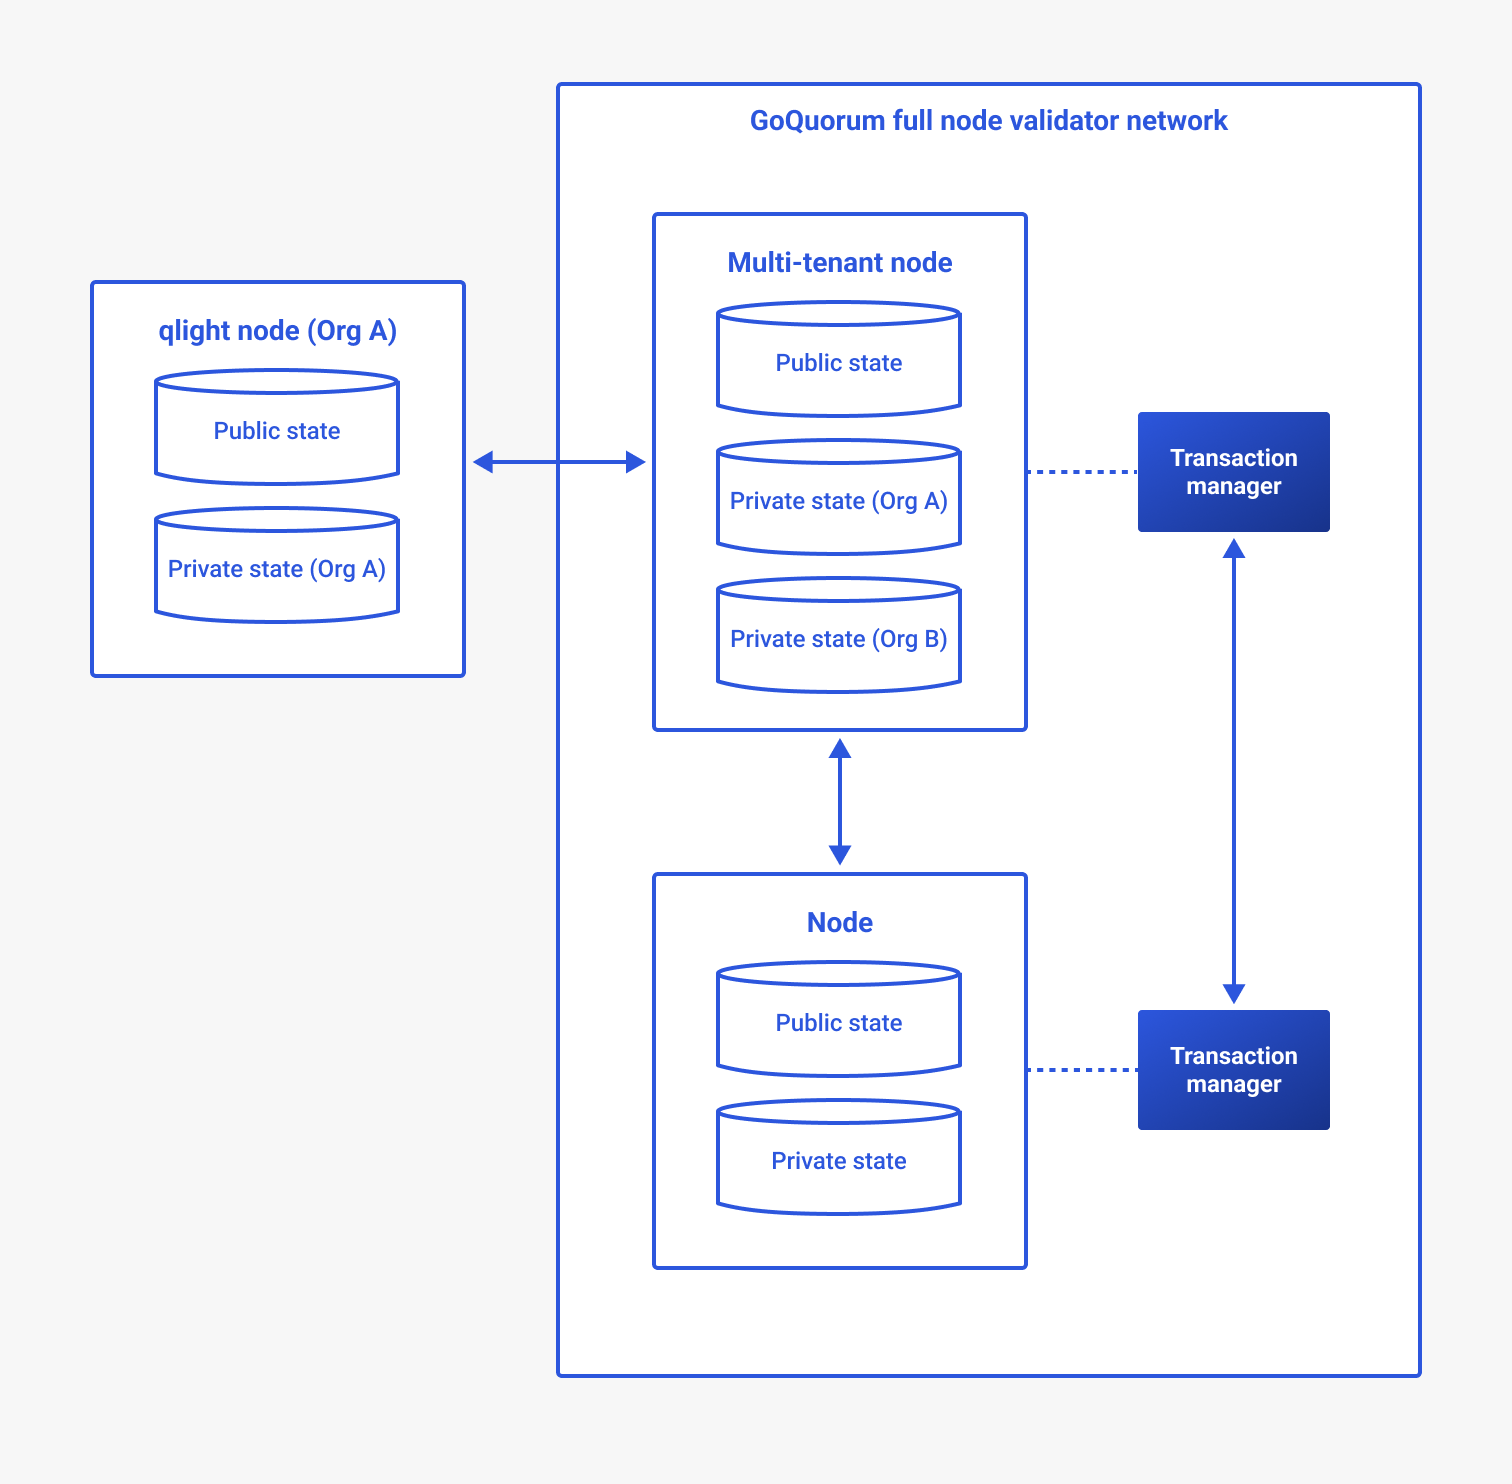 GoQuorum full node validator network
qlight node (Org A)
Public state
Private state (Org A)
Multi-tenant node
Public state
Private state (Org A)
Private state (Org B)
Transaction
manager
Node
Public state
Private state
Transaction
manager